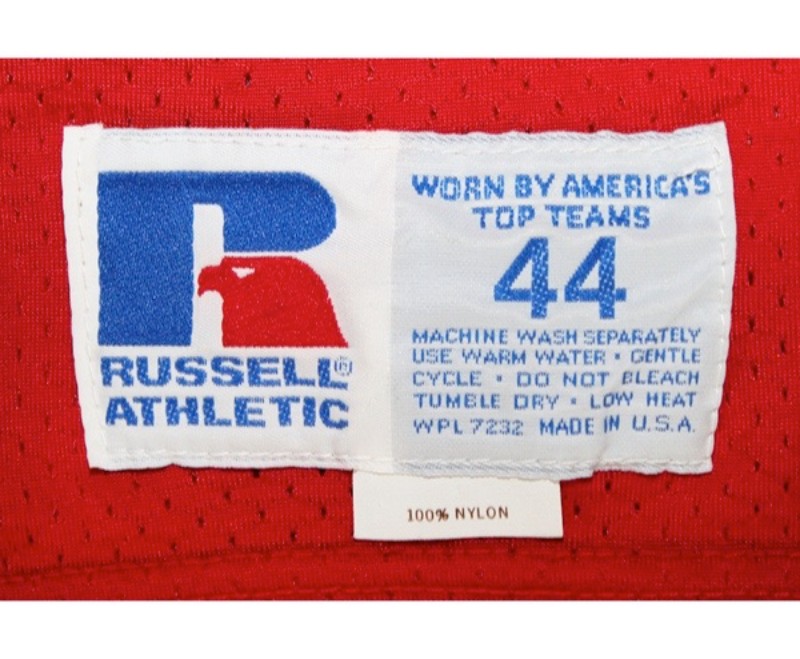 RUSSELL®
ATHLETIC
WORN BY AMERICA'S
TOP TEAMS
44
MACHINE WASH SEPARATELY
USE WARM WATER · GENTLE
CYCLE · DO NOT BLEACH
TUMBLE DRY · LOW HEAT
WPL 7232 MADE IN U.S.A.
100% NYLON